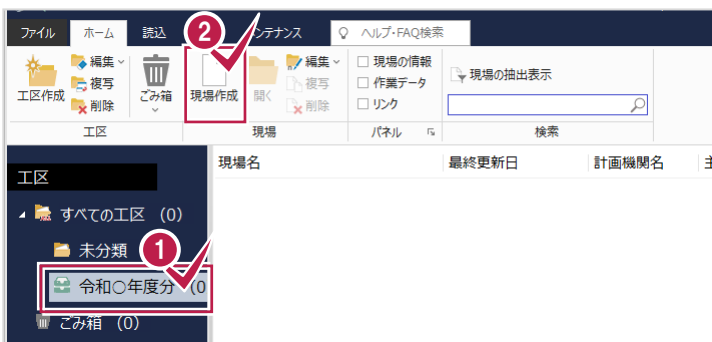 ファイル ホーム 読込 ンテナンス ヘルプ・FAQ検索
2
工区作成 編集 複写 削除 ごみ箱 現場作成 開く 編集 複写 削除 現場の情報 作業データ リンク 現場の抽出表示
工区 現場 パネル 検索
工区 現場名 最終更新日 計画機関名
すべての工区 (0)
未分類
1
令和○年度分 (0
ごみ箱 (0)